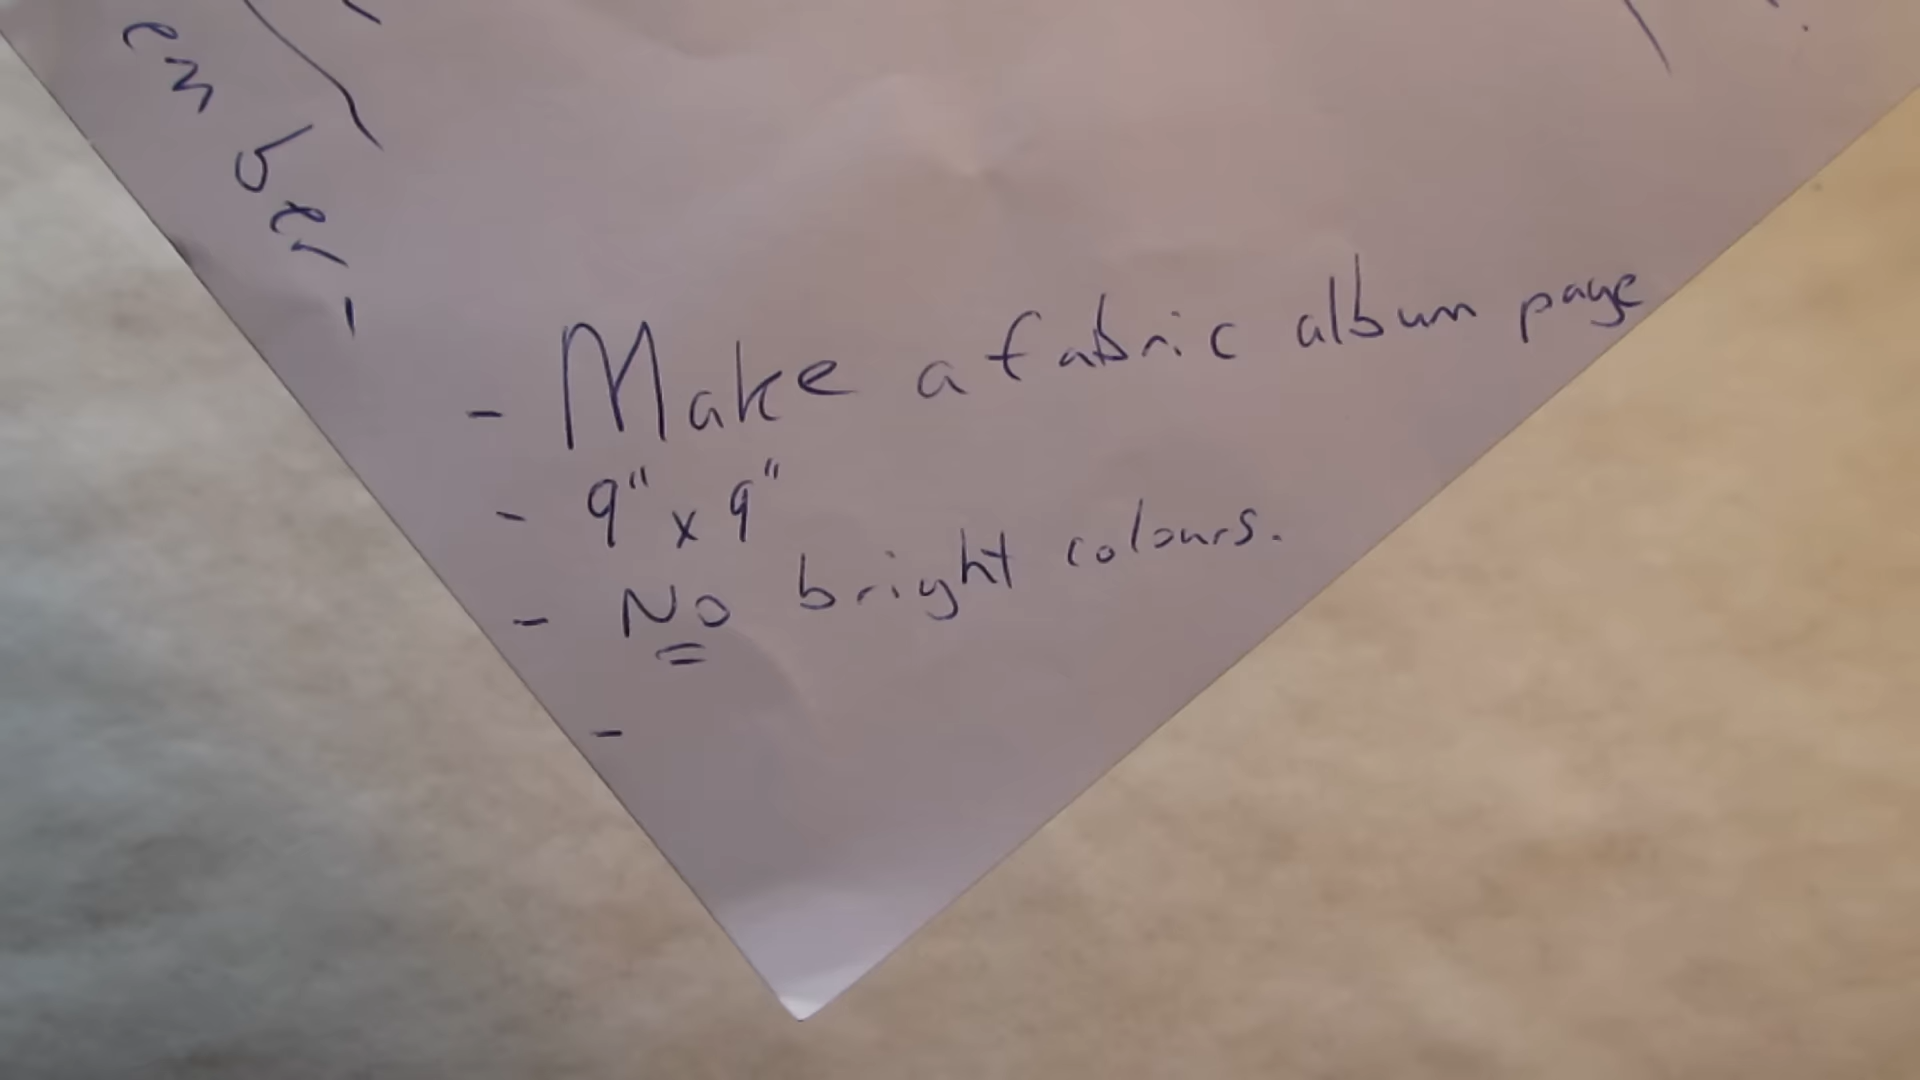 - Make a fabric album page
- 9" x 9"
- No bright colours.
-